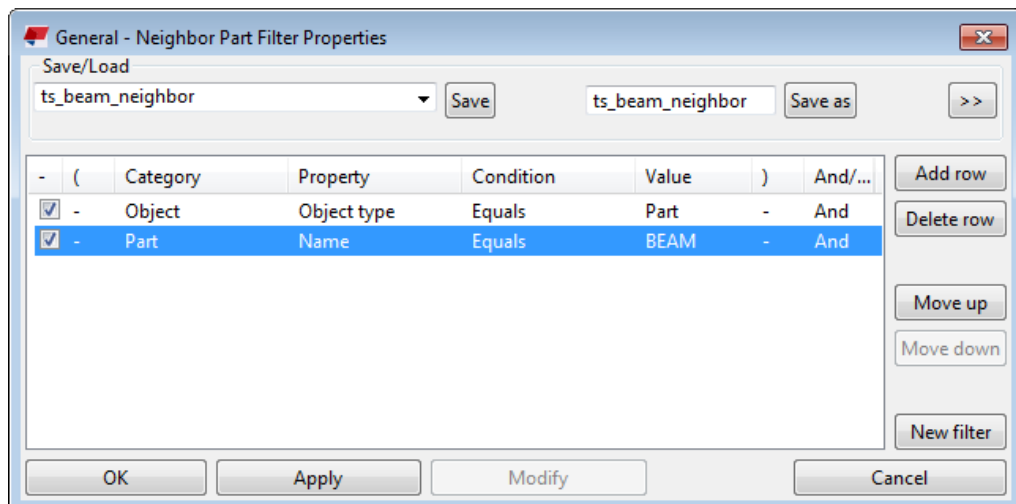 General - Neighbor Part Filter Properties
Save/Load
ts_beam_neighbor Save ts_beam_neighbor Save as >>
- ( Category Property Condition Value ) And/...
- Object Object type Equals Part - And
- Part Name Equals BEAM - And
Add row
Delete row
Move up
Move down
New filter
OK Apply Modify Cancel